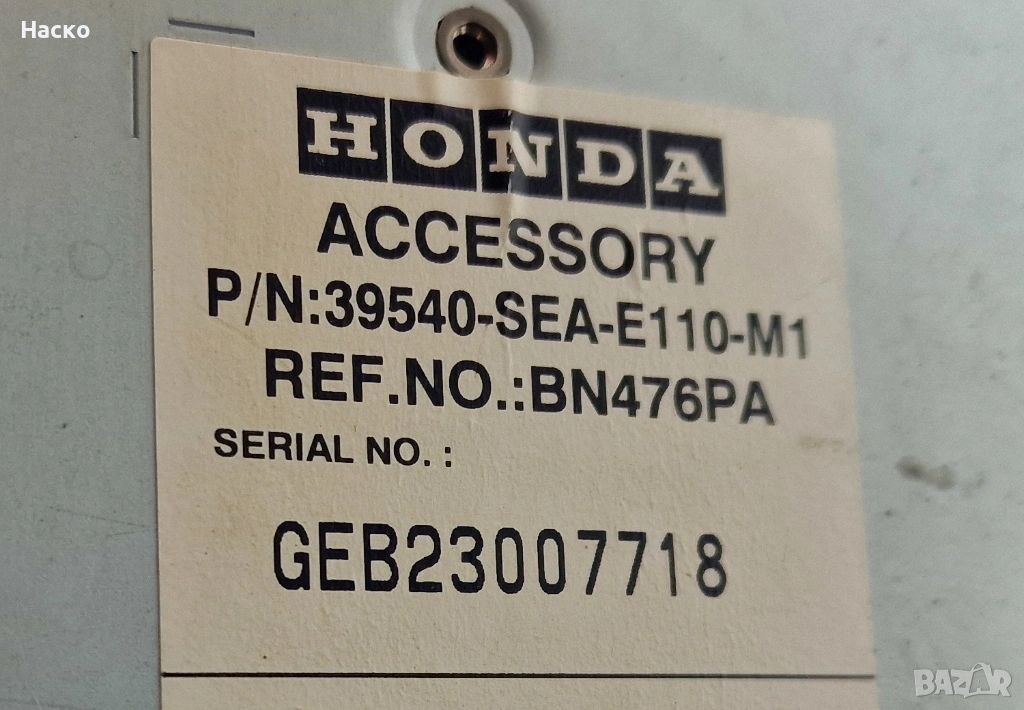 Наско
HONDA
ACCESSORY
P/N:39540-SEA-E110-M1
REF.NO.:BN476PA
SERIAL NO. :
GEB23007718
BAZAR